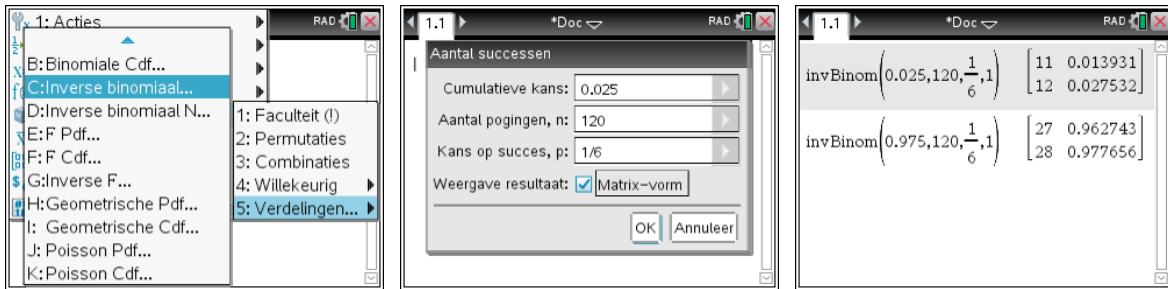 1: Acties
RAD
B: Binomiale Cdf...
C: Inverse binomiaal...
D: Inverse binomiaal N...
E: F Pdf...
F: F Cdf...
G: Inverse F...
H: Geometrische Pdf...
I: Geometrische Cdf...
J: Poisson Pdf...
K: Poisson Cdf...
1: Faculteit (!)
2: Permutaties
3: Combinaties
4: Willekeurig
5: Verdelingen...
1.1 *Doc RAD
Aantal successen
Cumulatieve kans: 0.025
Aantal pogingen, n: 120
Kans op succes, p: 1/6
Weergave resultaat: Matrix-vorm
OK Annuleer
1.1 *Doc RAD
invBinom(0.025,120,1/6,1) [11 0.013931
12 0.027532]
invBinom(0.975,120,1/6,1) [27 0.962743
28 0.977656]